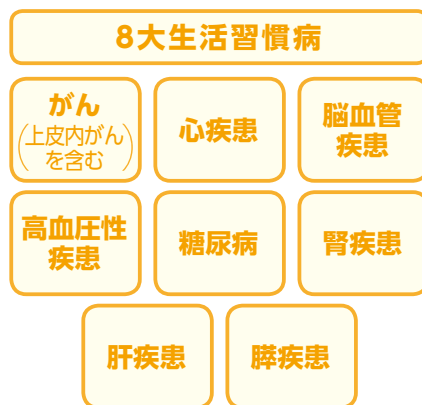 8大生活習慣病
がん
(上皮内がん
を含む)
心疾患
脳血管
疾患
高血圧性
疾患
糖尿病
腎疾患
肝疾患
膵疾患